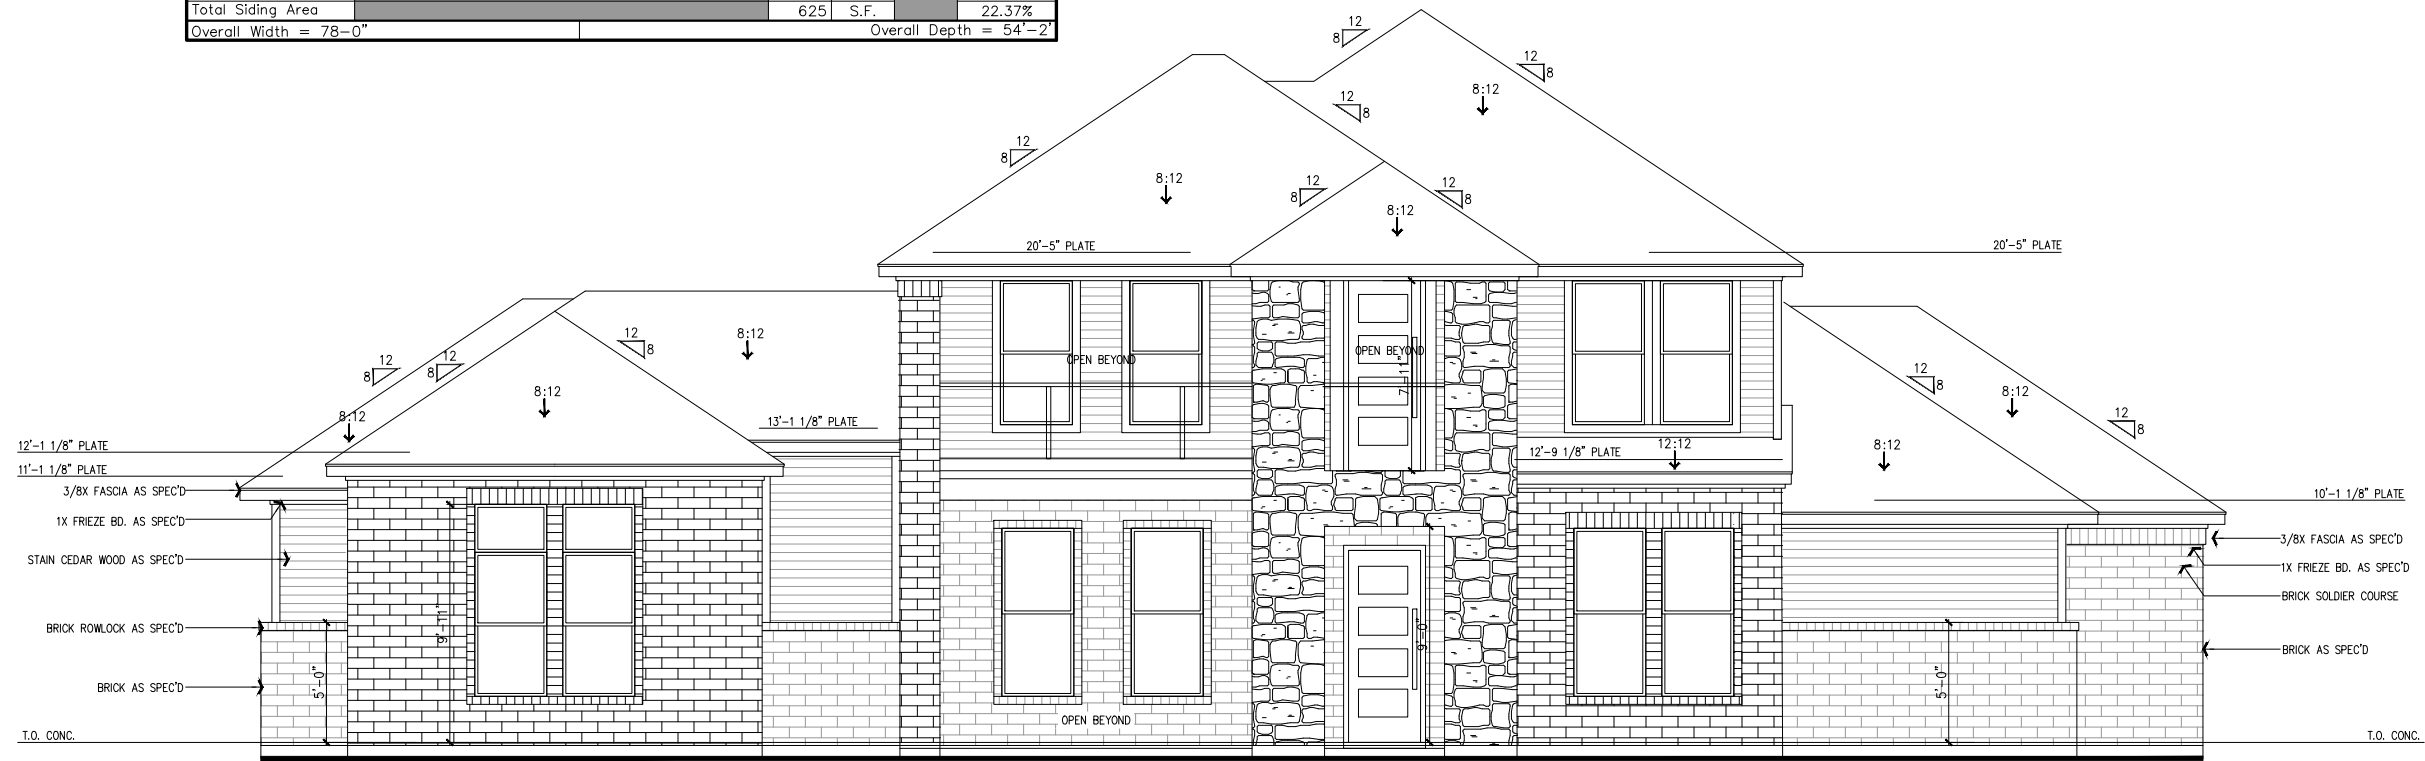 Total Siding Area 625 S.F. 22.37%
Overall Width = 78-0" Overall Depth = 54'-2'
12
8
12
8
12
8
8:12
12
8
8:12
12
8
12
8
8:12
20'-5" PLATE
20'-5" PLATE
12
8
8:12
12
8
12
8
OPEN BEYOND
OPEN BEYOND
7'-11"
12
8
8:12
8:12
8:12
12
8
13'-1 1/8" PLATE
12'-1 1/8" PLATE
12'-9 1/8" PLATE
12:12
8:12
11'-1 1/8" PLATE
3/8X FASCIA AS SPEC'D
10'-1 1/8" PLATE
1X FRIEZE BD. AS SPEC'D
3/8X FASCIA AS SPEC'D
STAIN CEDAR WOOD AS SPEC'D
1X FRIEZE BD. AS SPEC'D
BRICK SOLDIER COURSE
9'-11"
9'-0"
BRICK ROWLOCK AS SPEC'D
BRICK AS SPEC'D
5'-0"
5'-0"
BRICK AS SPEC'D
OPEN BEYOND
T.O. CONC.
T.O. CONC.